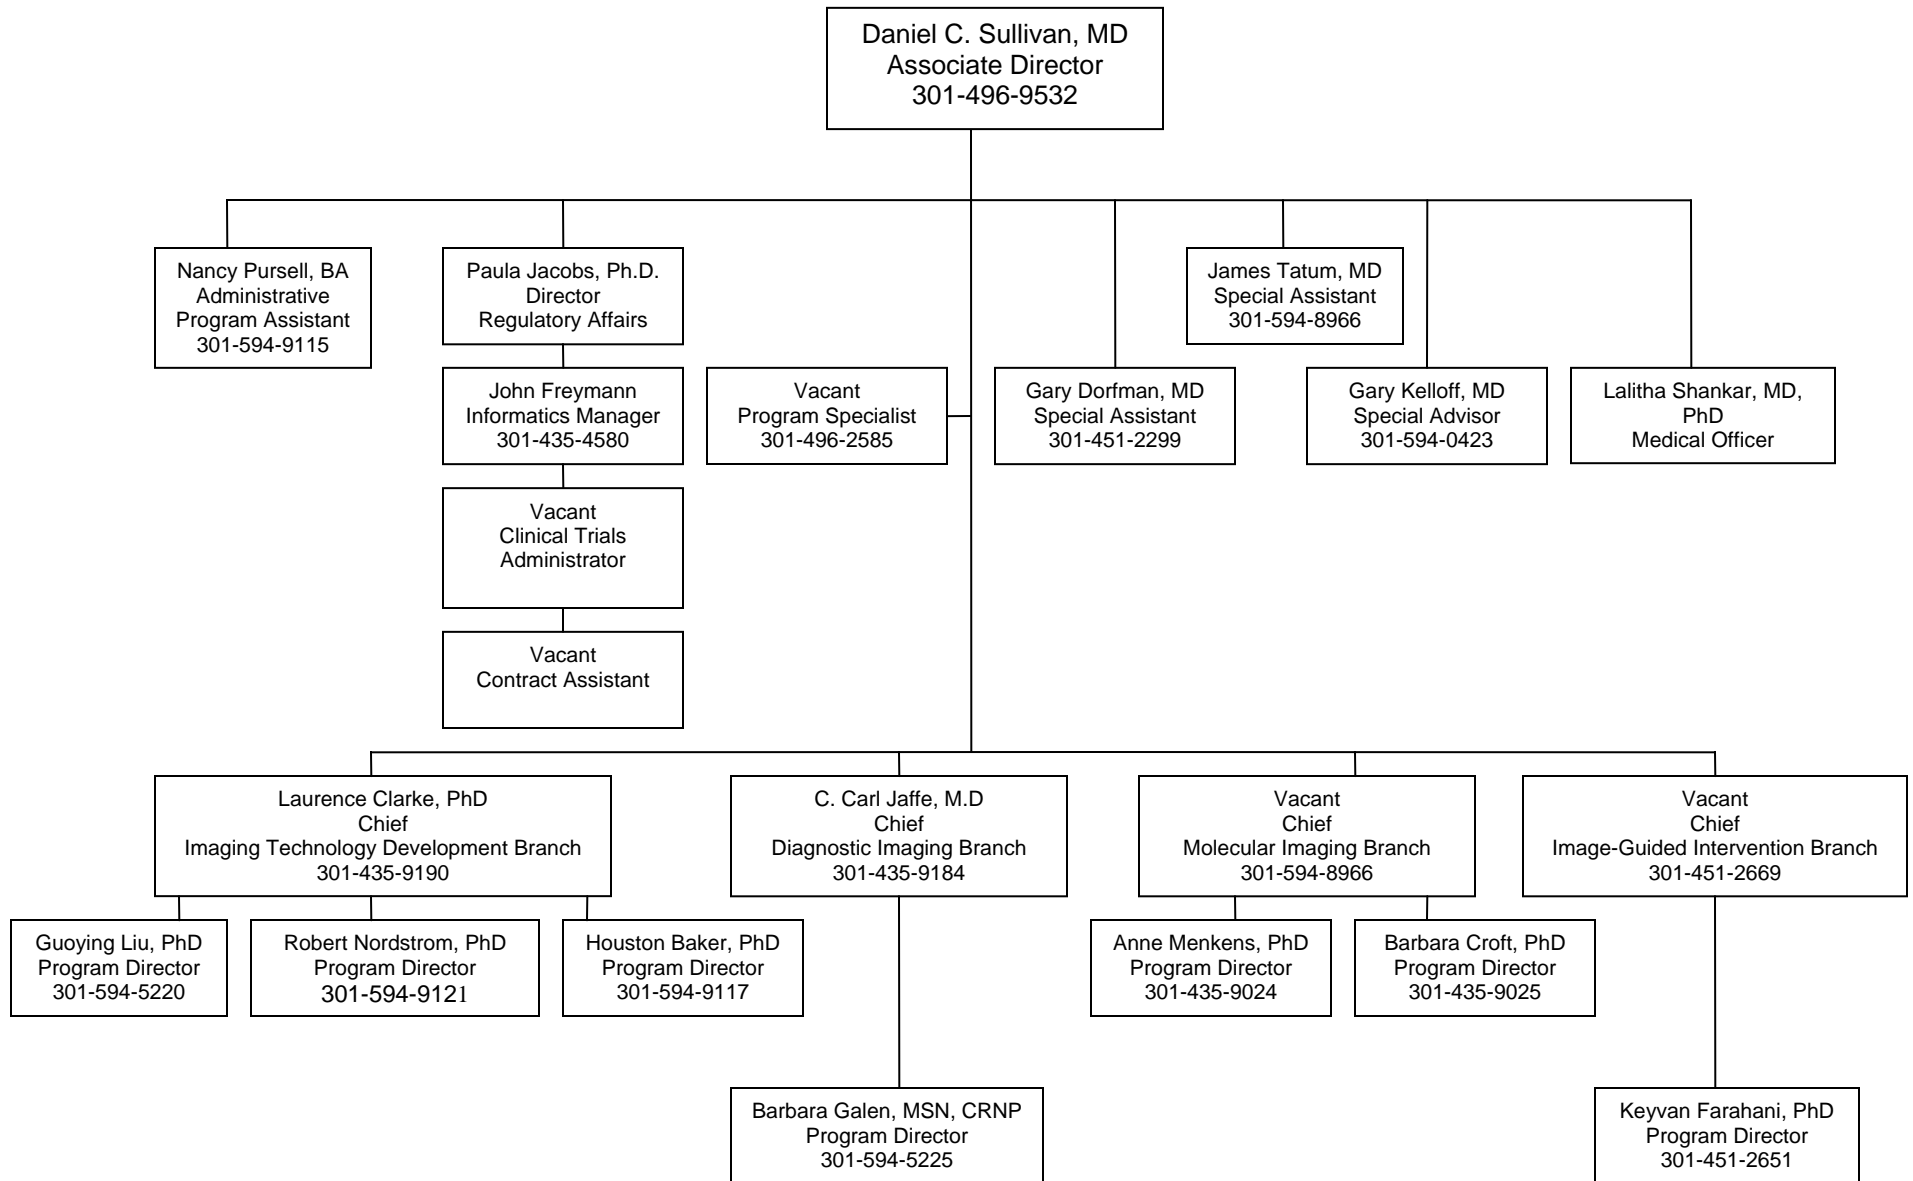 Daniel C. Sullivan, MD
Associate Director
301-496-9532
Nancy Pursell, BA
Administrative
Program Assistant
301-594-9115
Paula Jacobs, Ph.D.
Director
Regulatory Affairs
James Tatum, MD
Special Assistant
301-594-8966
John Freymann
Informatics Manager
301-435-4580
Vacant
Program Specialist
301-496-2585
Gary Dorfman, MD
Special Assistant
301-451-2299
Gary Kelloff, MD
Special Advisor
301-594-0423
Lalitha Shankar, MD,
PhD
Medical Officer
Vacant
Clinical Trials
Administrator
Vacant
Contract Assistant
Laurence Clarke, PhD
Chief
Imaging Technology Development Branch
301-435-9190
C. Carl Jaffe, M.D
Chief
Diagnostic Imaging Branch
301-435-9184
Vacant
Chief
Molecular Imaging Branch
301-594-8966
Vacant
Chief
Image-Guided Intervention Branch
301-451-2669
Guoying Liu, PhD
Program Director
301-594-5220
Robert Nordstrom, PhD
Program Director
301-594-9121
Houston Baker, PhD
Program Director
301-594-9117
Anne Menkens, PhD
Program Director
301-435-9024
Barbara Croft, PhD
Program Director
301-435-9025
Barbara Galen, MSN, CRNP
Program Director
301-594-5225
Keyvan Farahani, PhD
Program Director
301-451-2651